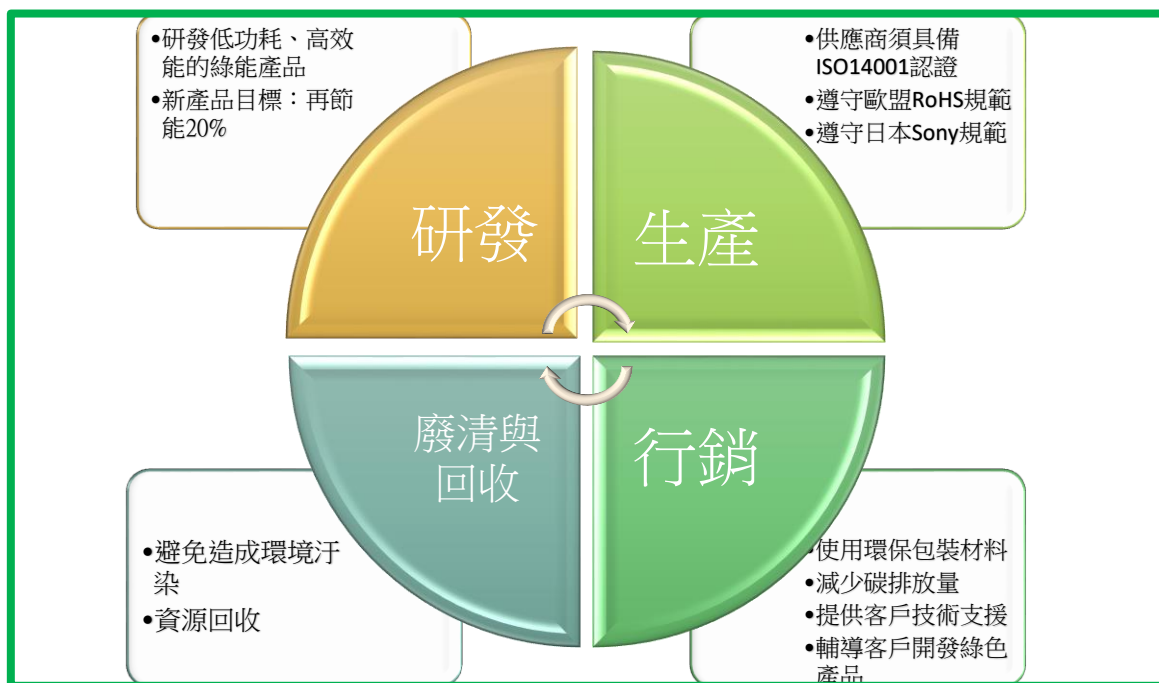 •研發低功耗、高效
能的綠能產品
•新產品目標：再節
能20%
•供應商須具備
ISO14001認證
•遵守歐盟RoHS規範
•遵守日本Sony規範
研發
生產
廢清與
回收
行銷
•避免造成環境汙
染
•資源回收
•使用環保包裝材料
•減少碳排放量
•提供客戶技術支援
•輔導客戶開發綠色
產品